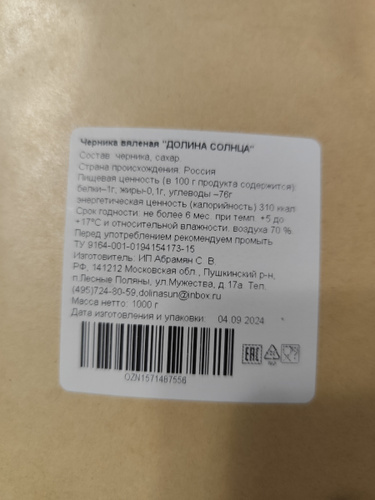 Черника вяленая "ДОЛИНА СОЛНЦА"
Состав: черника, сахар
Страна происхождения: Россия
Пищевая ценность (в 100 г продукта содержится):
белки–1г, жиры-0,1г, углеводы –76г
энергетическая ценность (калорийность) 310 ккал
Срок годности: не более 6 мес. при темп. +5 до
+17°С и относительной влажности. воздуха 70 %
Перед употреблением рекомендуем промыть
ТУ 9164-001-0194154173-15
Изготовитель: ИП Абрамян С. В.
РФ, 141212 Московская обл., Пушкинский р-н,
п.Лесные Поляны, ул.Мужества, д.17а Тел.
(495)724-80-59,dolinasun@inbox.ru
Масса нетто: 1000 г
Дата изготовления и упаковки: 04.09.2024
EAC
OZN1571487556